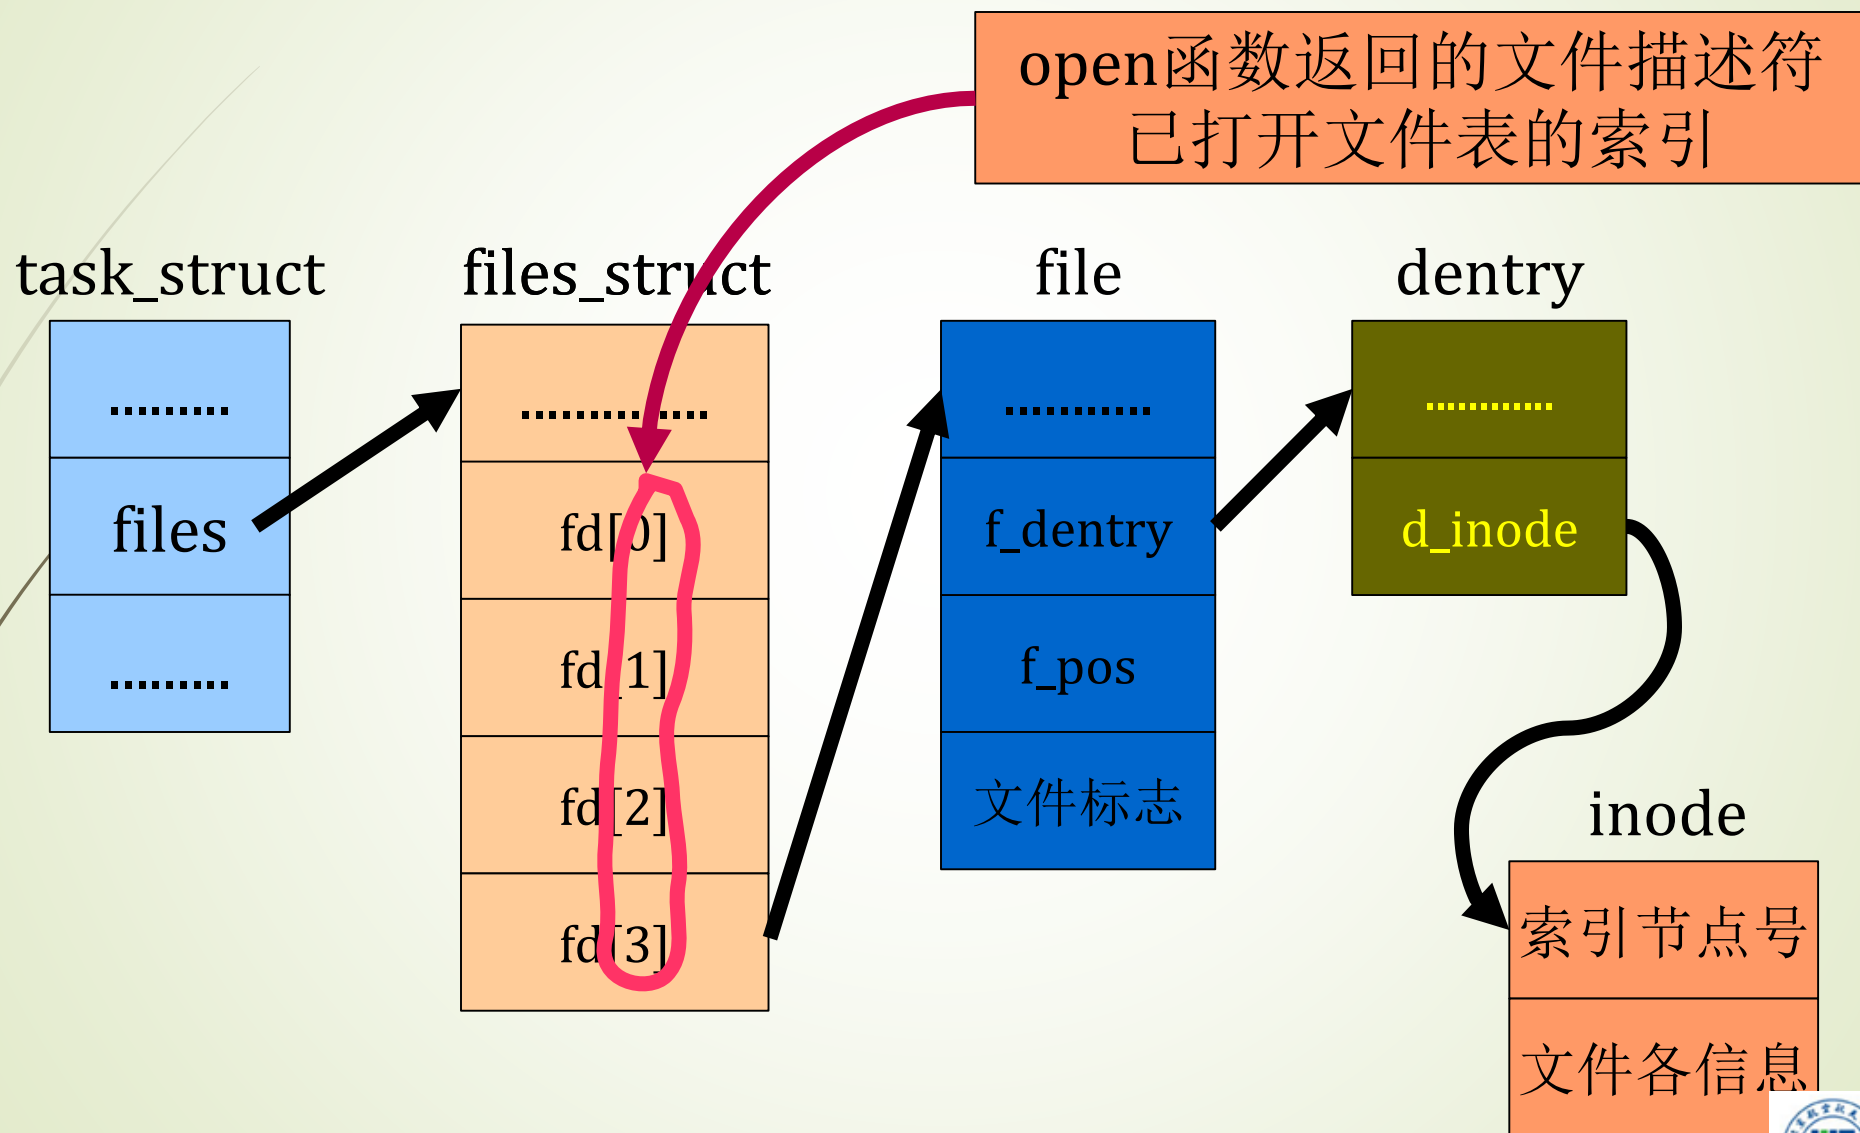 open函数返回的文件描述符
已打开文件表的索引
task_struct
files_struct
file
dentry
.........
files
.........
..............
fd[0]
fd[1]
fd[2]
fd[3]
...........
f_dentry
f_pos
文件标志
............
d_inode
inode
索引节点号
文件各信息